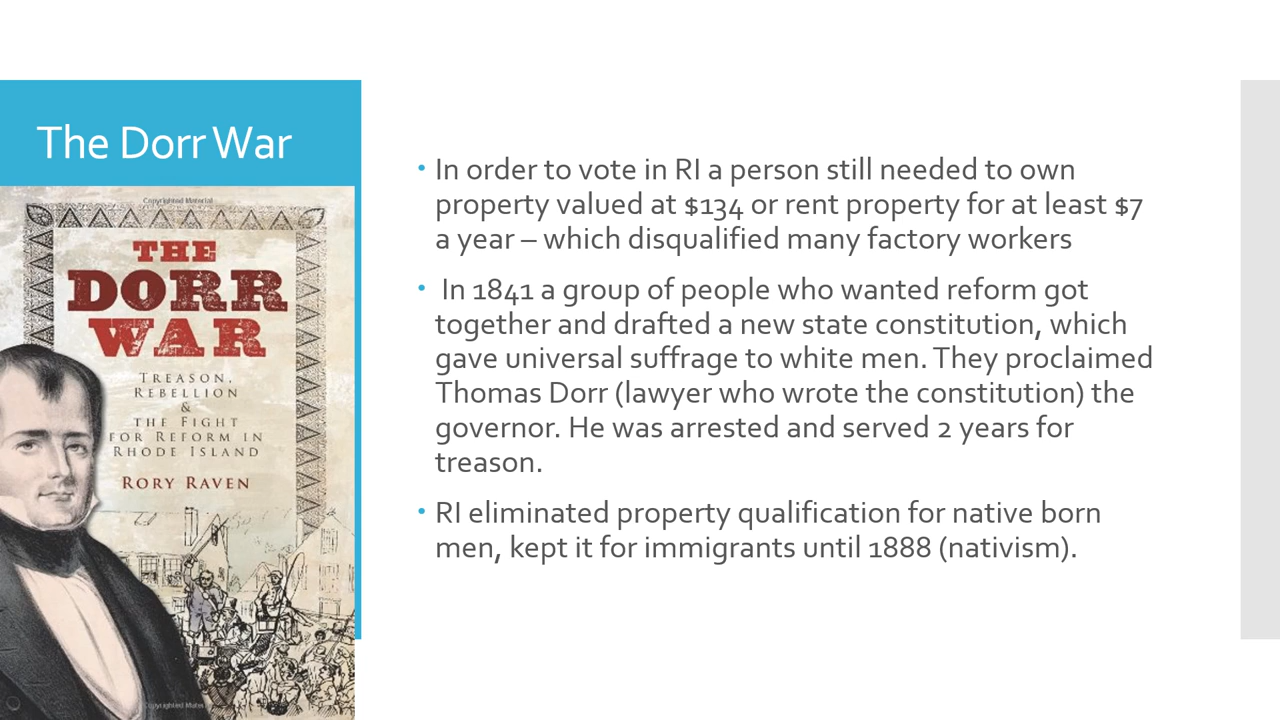 The Dorr War
Copyrighted Material
THE
DORR
WAR
TREASON,
REBELLION
&
THE FIGHT
FOR REFORM IN
RHODE ISLAND
RORY RAVEN
Copyrighted Material
• In order to vote in RI a person still needed to own
property valued at $134 or rent property for at least $7
a year – which disqualified many factory workers
• In 1841 a group of people who wanted reform got
together and drafted a new state constitution, which
gave universal suffrage to white men. They proclaimed
Thomas Dorr (lawyer who wrote the constitution) the
governor. He was arrested and served 2 years for
treason.
• RI eliminated property qualification for native born
men, kept it for immigrants until 1888 (nativism).